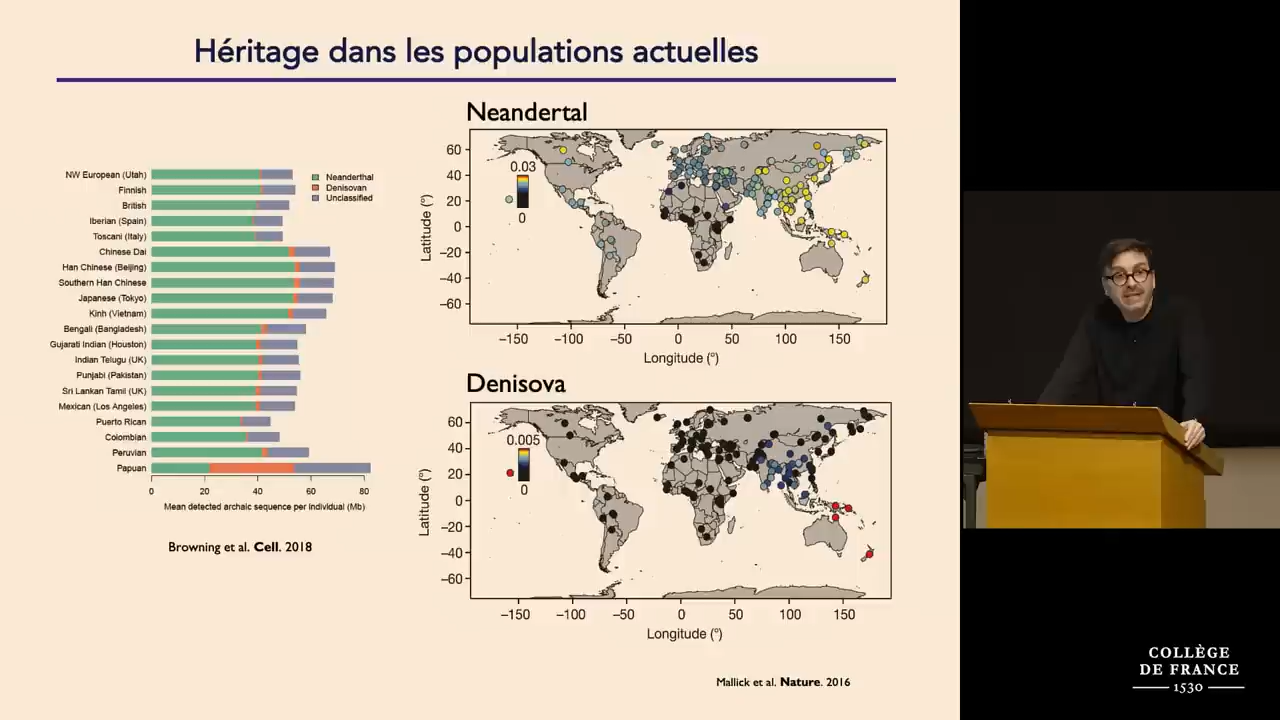 Héritage dans les populations actuelles
NW European (Utah)
Finnish
British
Iberian (Spain)
Toscani (Italy)
Chinese Dai
Han Chinese (Beijing)
Southern Han Chinese
Japanese (Tokyo)
Kinh (Vietnam)
Bengali (Bangladesh)
Gujarati Indian (Houston)
Indian Telugu (UK)
Punjabi (Pakistan)
Sri Lankan Tamil (UK)
Mexican (Los Angeles)
Puerto Rican
Colombian
Peruvian
Papuan
Neanderthal
Denisovan
Unclassified
0 20 40 60 80
Mean detected archaic sequence per individual (Mb)
Browning et al. Cell. 2018
Neandertal
0.03
0
60
40
20
0
−20
−40
−60
Latitude (°)
−150 −100 −50 0 50 100 150
Longitude (°)
Denisova
0.005
0
60
40
20
0
−20
−40
−60
Latitude (°)
−150 −100 −50 0 50 100 150
Longitude (°)
Mallick et al. Nature. 2016
COLLÈGE
DE FRANCE
1530